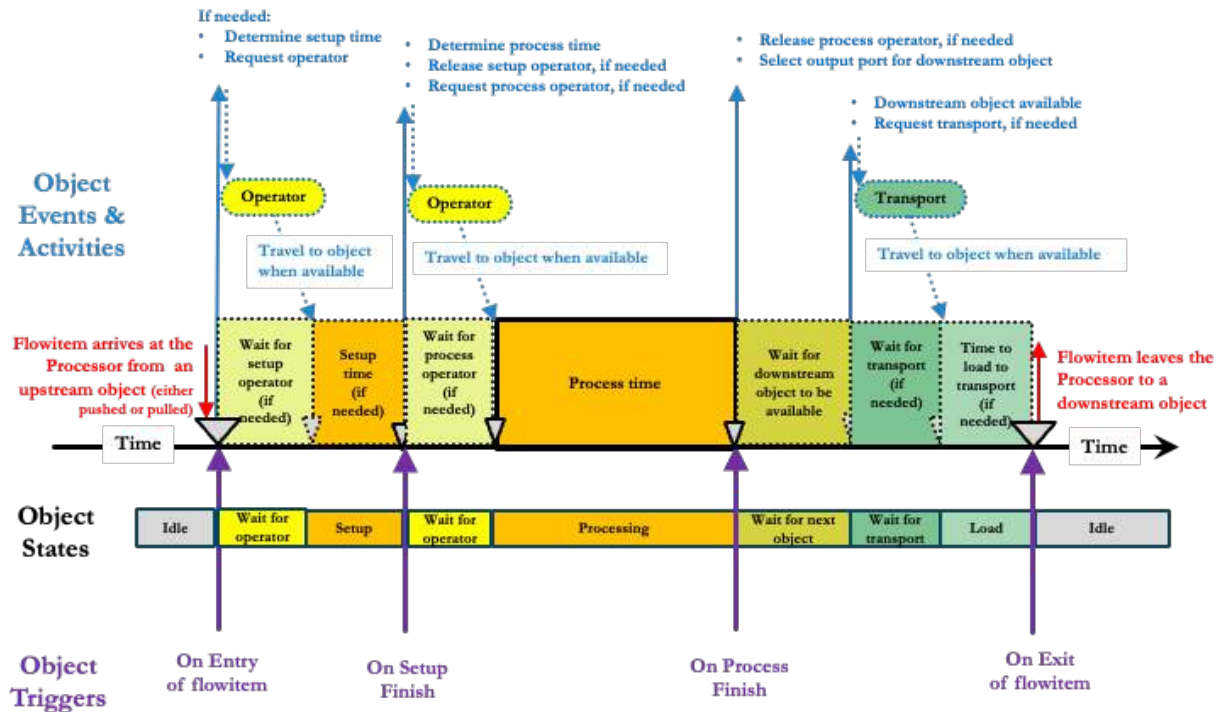 If needed:
• Determine setup time
• Request operator
• Determine process time
• Release setup operator, if needed
• Request process operator, if needed
• Release process operator, if needed
• Select output port for downstream object
• Downstream object available
• Request transport, if needed
Object
Events &
Activities
Operator
Operator
Transport
Travel to object
when available
Travel to object when available
Travel to object when available
Flowitem arrives at the
Processor from an
upstream object (either
pushed or pulled)
Wait for
setup
operator
(if
needed)
Setup
time
(if
needed)
Wait for
process
operator
(if
needed)
Process time
Wait for
downstream
object to be
available
Wait for
transport
(if
needed)
Time to
load to
transport
(if
needed)
Flowitem leaves the
Processor to a
downstream object
Time
Time
Object
States
Idle
Wait for
operator
Setup
Wait for
operator
Processing
Wait for next
object
Wait for
transport
Load
Idle
Object
Triggers
On Entry
of flowitem
On Setup
Finish
On Process
Finish
On Exit
of flowitem